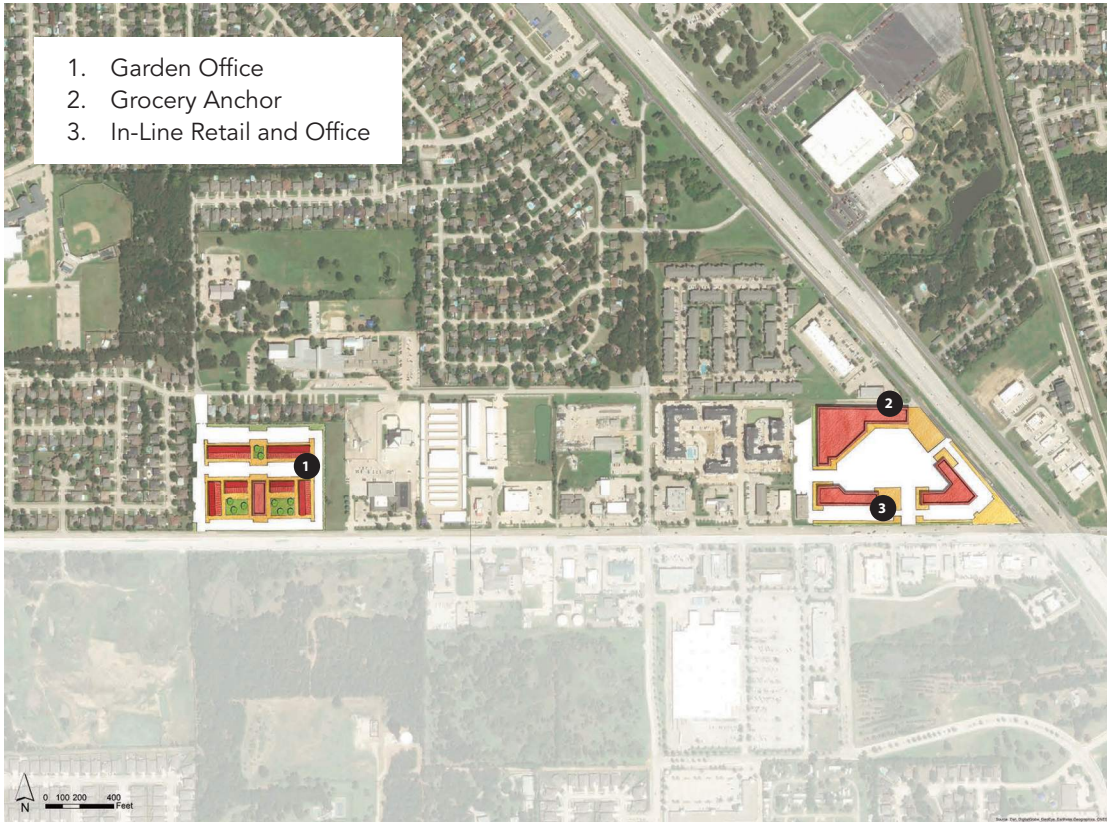 1. Garden Office
2. Grocery Anchor
3. In-Line Retail and Office
2
1
3
N
0 100 200 400
Feet